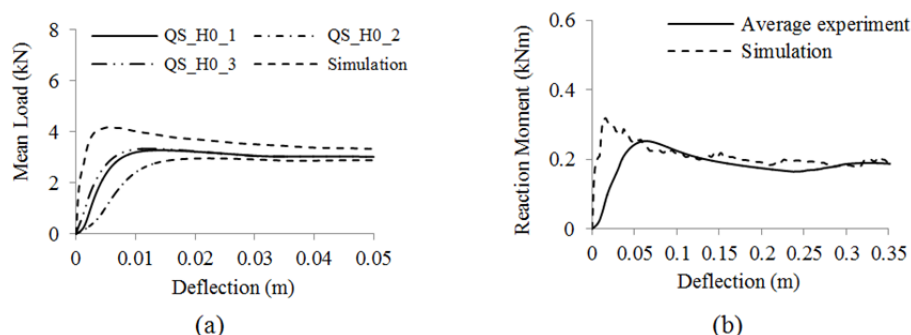 8
6
4
2
0
Mean Load (kN)
QS_H0_1
QS_H0_2
QS_H0_3
Simulation
0 0.01 0.02 0.03 0.04 0.05
Deflection (m)
(a)
0.6
0.4
0.2
0
Reaction Moment (kNm)
Average experiment
Simulation
0 0.05 0.1 0.15 0.2 0.25 0.3 0.35
Deflection (m)
(b)